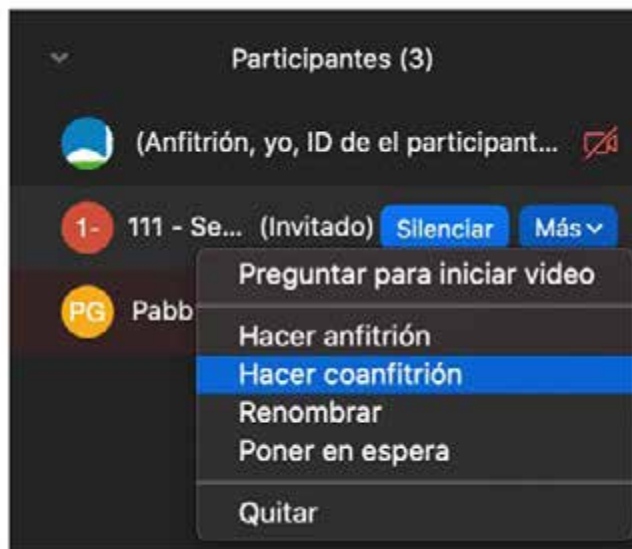 Participantes (3)
(Anfitrión, yo, ID de el participant...
1- 111 - Se... (Invitado) Silenciar Más
Preguntar para iniciar video
PG Pabb
Hacer anfitrión
Hacer coanfitrión
Renombrar
Poner en espera
Quitar